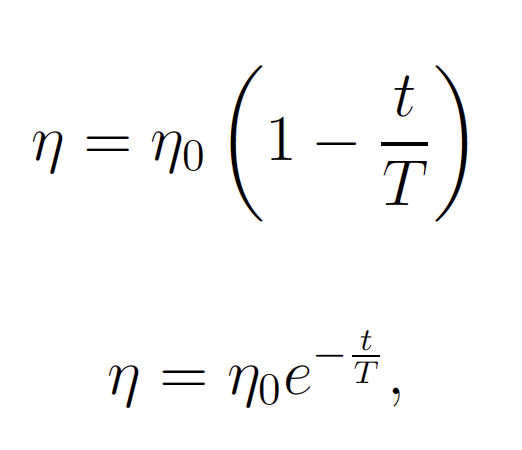 η = η₀ (1 − t/T)
η = η₀e^{−t/T},